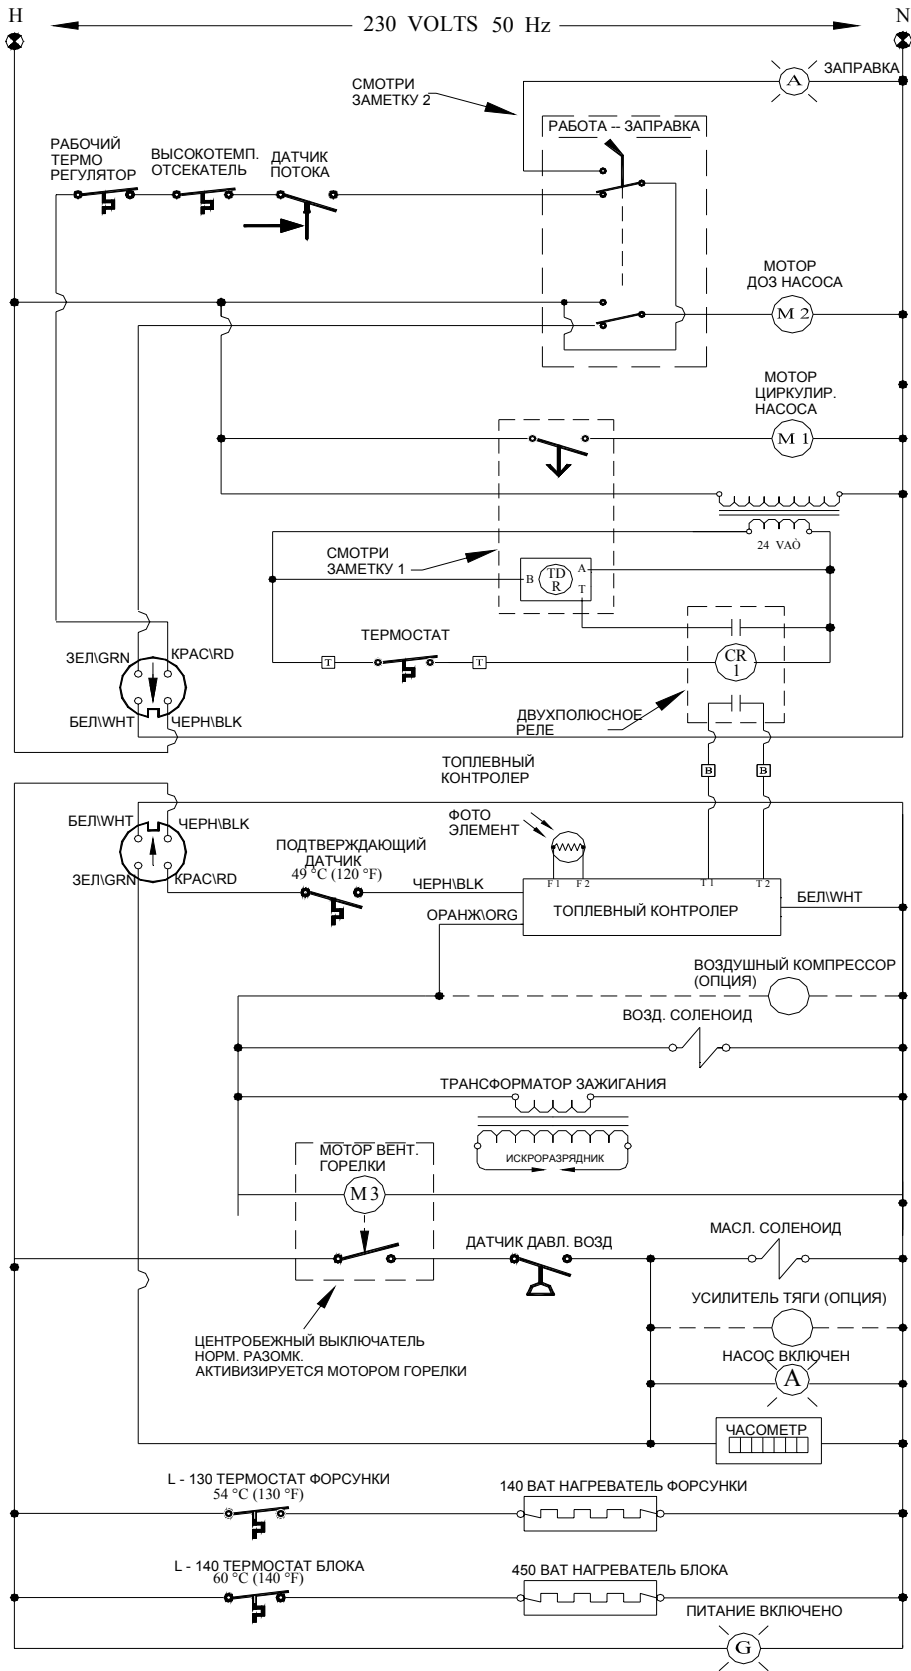 H
230 VOLTS 50 Hz
N
A
ЗАПРАВКА
СМОТРИ
ЗАМЕТКУ 2
РАБОТА -- ЗАПРАВКА
РАБОЧИЙ
ТЕРМО
РЕГУЛЯТОР
ВЫСОКОТЕМП.
ОТСЕКАТЕЛЬ
ДАТЧИК
ПОТОКА
МОТОР
ДОЗ НАСОСА
M 2
МОТОР
ЦИРКУЛИР.
НАСОСА
M 1
24 VAÒ
СМОТРИ
ЗАМЕТКУ 1
B
TD
R
A
T
ТЕРМОСТАТ
T
T
CR
1
ЗЕЛ\GRN
КРАС\RD
БЕЛ\WHT
ЧЕРН\BLK
ДВУХПОЛЮСНОЕ
РЕЛЕ
ТОПЛЕВНЫЙ
КОНТРОЛЕР
B
B
ФОТО
ЭЛЕМЕНТ
БЕЛ\WHT
ЧЕРН\BLK
ЗЕЛ\GRN
КРАС\RD
ПОДТВЕРЖДАЮЩИЙ
ДАТЧИК
49 °C (120 °F)
ЧЕРН\BLK
ОРАНЖ\ORG
F 1
F 2
T 1
T 2
ТОПЛЕВНЫЙ КОНТРОЛЕР
БЕЛ\WHT
ВОЗДУШНЫЙ КОМПРЕССОР
(ОПЦИЯ)
ВОЗД. СОЛЕНОИД
ТРАНСФОРМАТОР ЗАЖИГАНИЯ
ИСКРОРАЗРЯДНИК
МОТОР ВЕНТ.
ГОРЕЛКИ
M 3
ДАТЧИК ДАВЛ. ВОЗД
МАСЛ. СОЛЕНОИД
УСИЛИТЕЛЬ ТЯГИ (ОПЦИЯ)
ЦЕНТРОБЕЖНЫЙ ВЫКЛЮЧАТЕЛЬ
НОРМ. РАЗОМК.
АКТИВИЗИРУЕТСЯ МОТОРОМ ГОРЕЛКИ
НАСОС ВКЛЮЧЕН
A
ЧАСОМЕТР
L - 130 ТЕРМОСТАТ ФОРСУНКИ
54 °C (130 °F)
140 ВАТ НАГРЕВАТЕЛЬ ФОРСУНКИ
L - 140 ТЕРМОСТАТ БЛОКА
60 °C (140 °F)
450 ВАТ НАГРЕВАТЕЛЬ БЛОКА
ПИТАНИЕ ВКЛЮЧЕНО
G